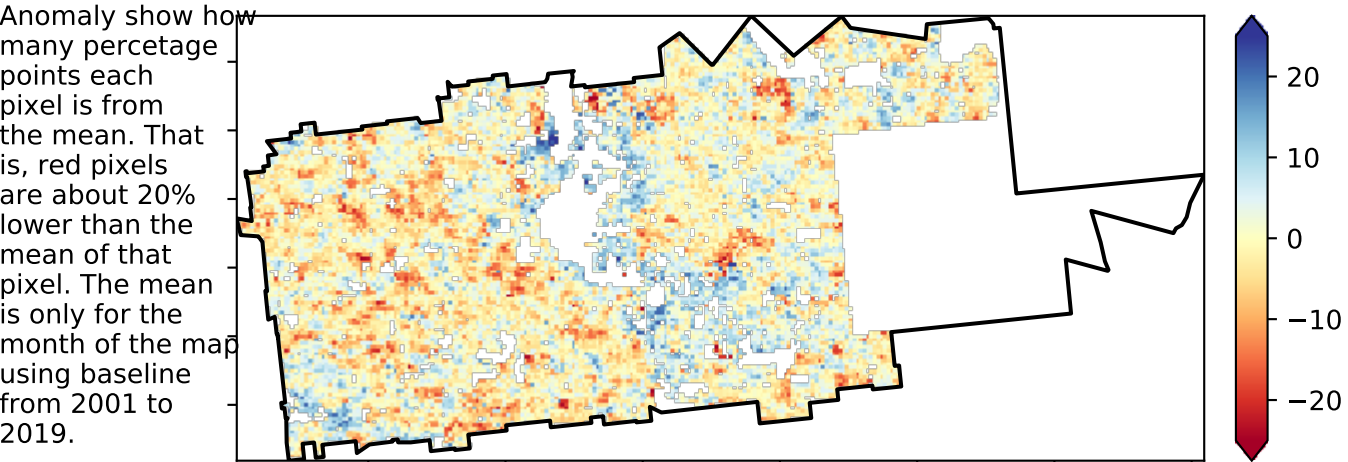 Anomaly show how
many percetage
points each
pixel is from
the mean. That
is, red pixels
are about 20%
lower than the
mean of that
pixel. The mean
is only for the
month of the map
using baseline
from 2001 to
2019.
20
10
0
−10
−20